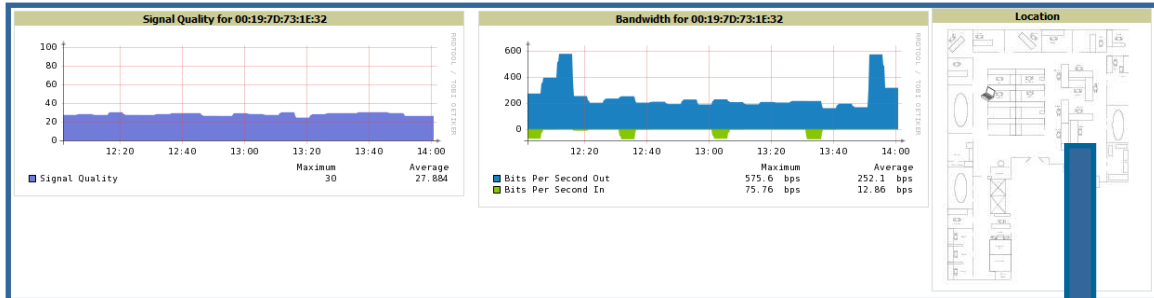 Signal Quality for 00:19:7D:73:1E:32
100
80
60
40
20
0
12:20 12:40 13:00 13:20 13:40 14:00
Maximum Average
Signal Quality 30 27.884
RRDTOOL / TOBI OETIKER
Bandwidth for 00:19:7D:73:1E:32
600
400
200
0
12:20 12:40 13:00 13:20 13:40 14:00
Maximum Average
Bits Per Second Out 575.6 bps 252.1 bps
Bits Per Second In 75.76 bps 12.86 bps
RRDTOOL / TOBI OETIKER
Location